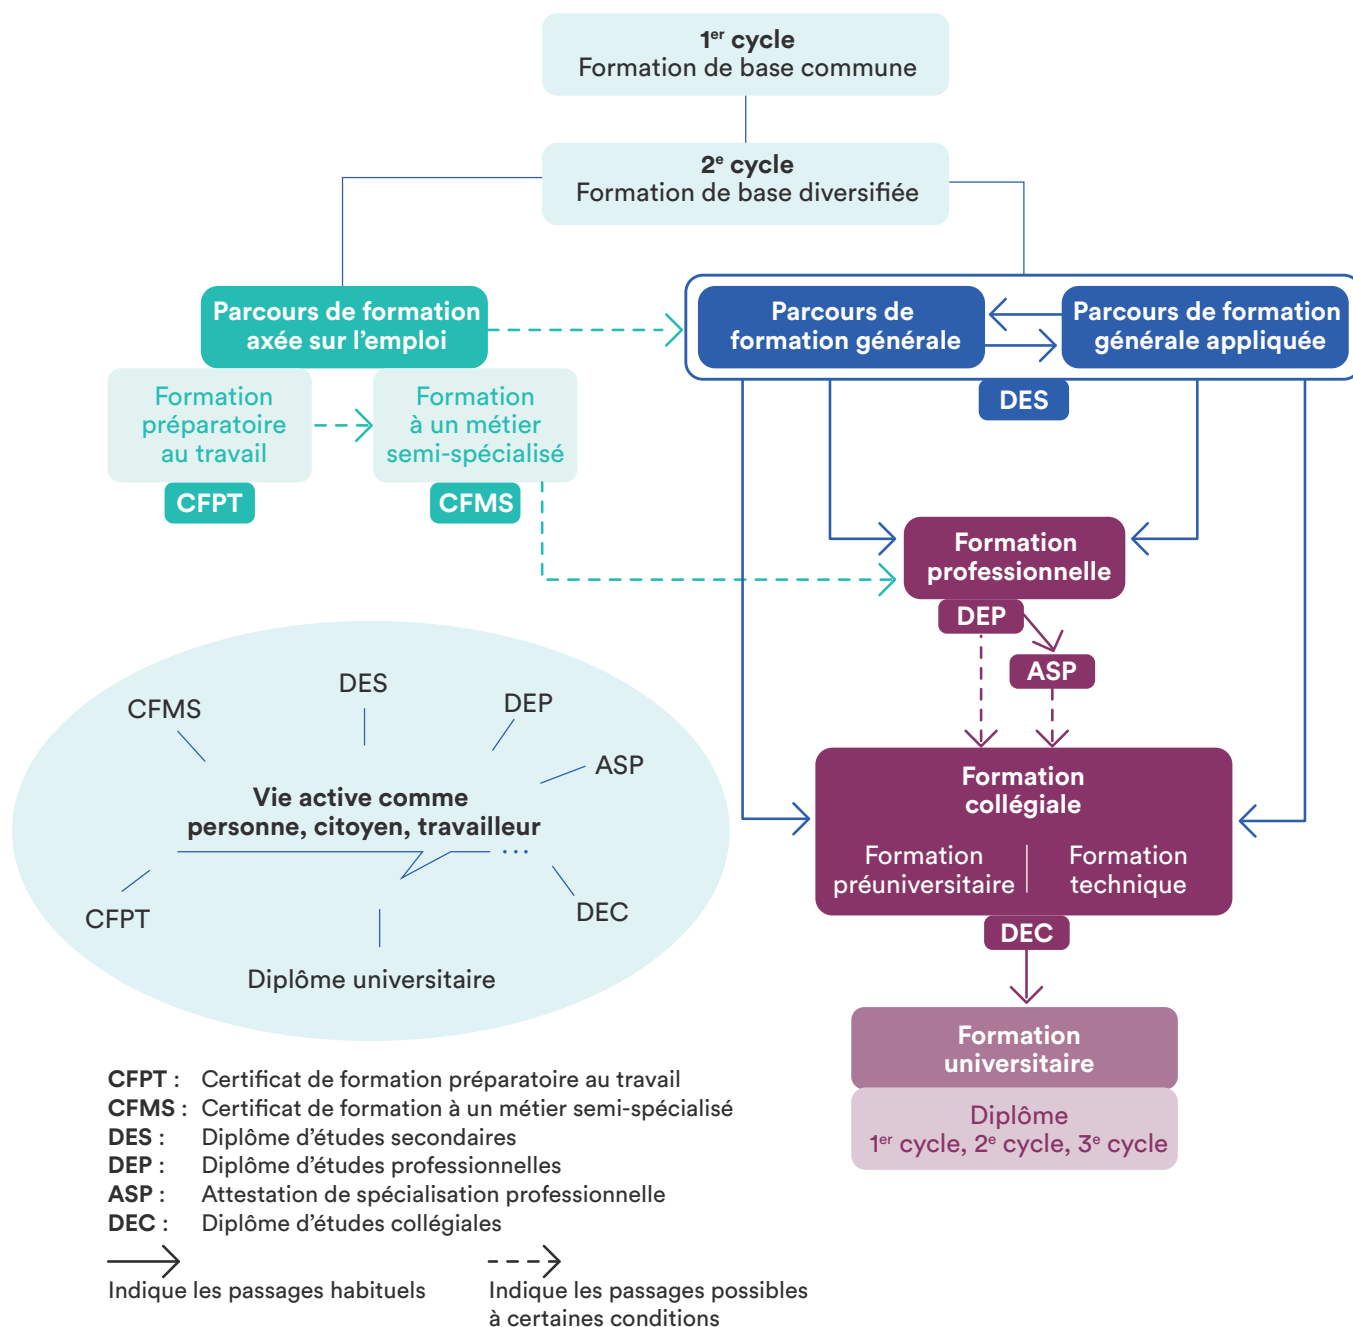 1er cycle
Formation de base commune
2e cycle
Formation de base diversifiée
Parcours de formation
axée sur l’emploi
Parcours de
formation générale
Parcours de formation
générale appliquée
DES
Formation
préparatoire
au travail
CFPT
Formation
à un métier
semi-spécialisé
CFMS
Formation
professionnelle
DEP
ASP
Formation
collégiale
Formation
préuniversitaire
Formation
technique
DEC
Formation
universitaire
Diplôme
1er cycle, 2e cycle, 3e cycle
CFMS
DES
DEP
ASP
Vie active comme
personne, citoyen, travailleur
...
CFPT
DEC
Diplôme universitaire
CFPT : Certificat de formation préparatoire au travail
CFMS : Certificat de formation à un métier semi-spécialisé
DES : Diplôme d'études secondaires
DEP : Diplôme d'études professionnelles
ASP : Attestation de spécialisation professionnelle
DEC : Diplôme d'études collégiales
Indique les passages habituels
Indique les passages possibles
à certaines conditions